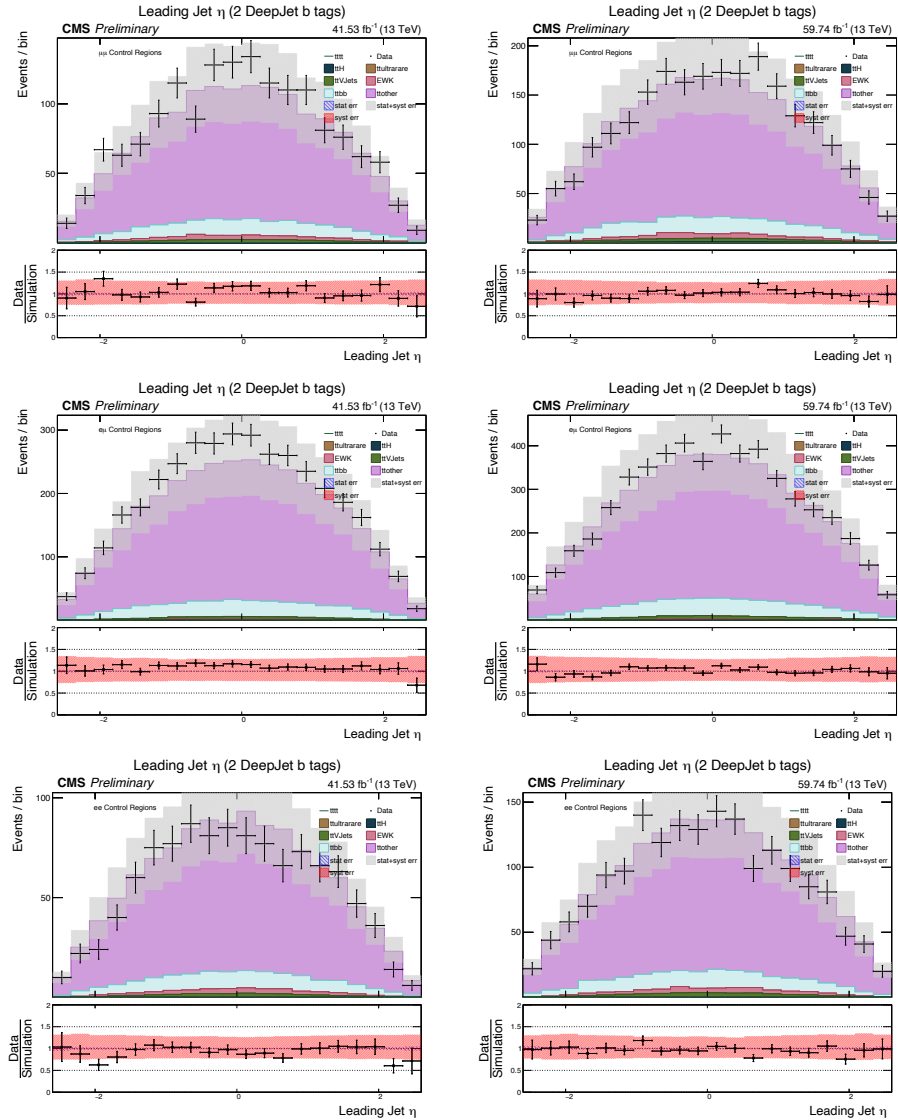 Leading Jet η (2 DeepJet b tags)
CMS Preliminary 41.53 fb⁻¹ (13 TeV)
Events / bin
μμ Control Regions
tttt Data
ttH ttultrarare
ttVJets EWK
ttbb ttother
stat err stat+syst err
syst err
100
50
Data
Simulation
2
1.5
1
0.5
0
−2 0 2
Leading Jet η
Leading Jet η (2 DeepJet b tags)
CMS Preliminary 59.74 fb⁻¹ (13 TeV)
Events / bin
μμ Control Regions
tttt Data
ttH ttultrarare
ttVJets EWK
ttbb ttother
stat err stat+syst err
syst err
200
150
100
50
Data
Simulation
2
1.5
1
0.5
0
−2 0 2
Leading Jet η
Leading Jet η (2 DeepJet b tags)
CMS Preliminary 41.53 fb⁻¹ (13 TeV)
Events / bin
eμ Control Regions
tttt Data
ttultrarare ttH
EWK ttVJets
ttbb ttother
stat err stat+syst err
syst err
300
200
100
Data
Simulation
2
1.5
1
0.5
0
−2 0 2
Leading Jet η
Leading Jet η (2 DeepJet b tags)
CMS Preliminary 59.74 fb⁻¹ (13 TeV)
Events / bin
eμ Control Regions
tttt Data
ttultrarare ttH
EWK ttVJets
ttbb ttother
stat err stat+syst err
syst err
400
300
200
100
Data
Simulation
2
1.5
1
0.5
0
−2 0 2
Leading Jet η
Leading Jet η (2 DeepJet b tags)
CMS Preliminary 41.53 fb⁻¹ (13 TeV)
Events / bin
ee Control Regions
tttt Data
ttultrarare ttH
ttVJets EWK
ttbb ttother
stat err stat+syst err
syst err
100
50
Data
Simulation
2
1.5
1
0.5
0
−2 0 2
Leading Jet η
Leading Jet η (2 DeepJet b tags)
CMS Preliminary 59.74 fb⁻¹ (13 TeV)
Events / bin
ee Control Regions
tttt Data
ttultrarare ttH
ttVJets EWK
ttbb ttother
stat err stat+syst err
syst err
150
100
50
Data
Simulation
2
1.5
1
0.5
0
−2 0 2
Leading Jet η